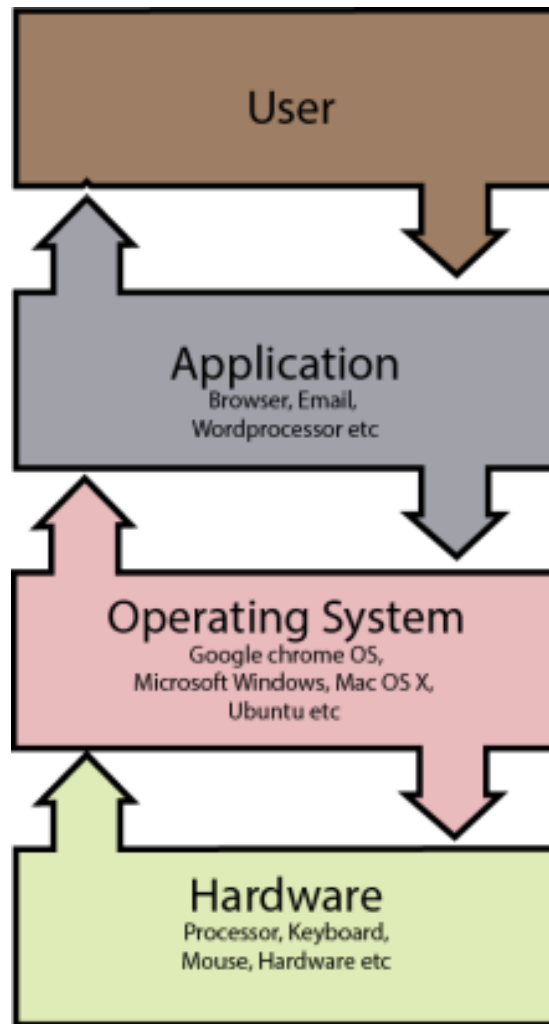 User
Application
Browser, Email,
Wordprocessor etc
Operating System
Google chrome OS,
Microsoft Windows, Mac OS X,
Ubuntu etc
Hardware
Processor, Keyboard,
Mouse, Hardware etc